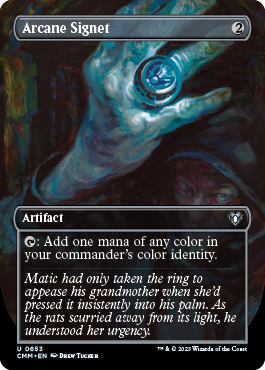 Arcane Signet 2
Artifact
: Add one mana of any color in
your commander's color identity.
Matic had only taken the ring to
appease his grandmother when she'd
pressed it insistently into his palm. As
the rats scurried away from its light, he
understood her urgency.
U 0653
CMM • EN Drew Tucker
™ & © 2023 Wizards of the Coast